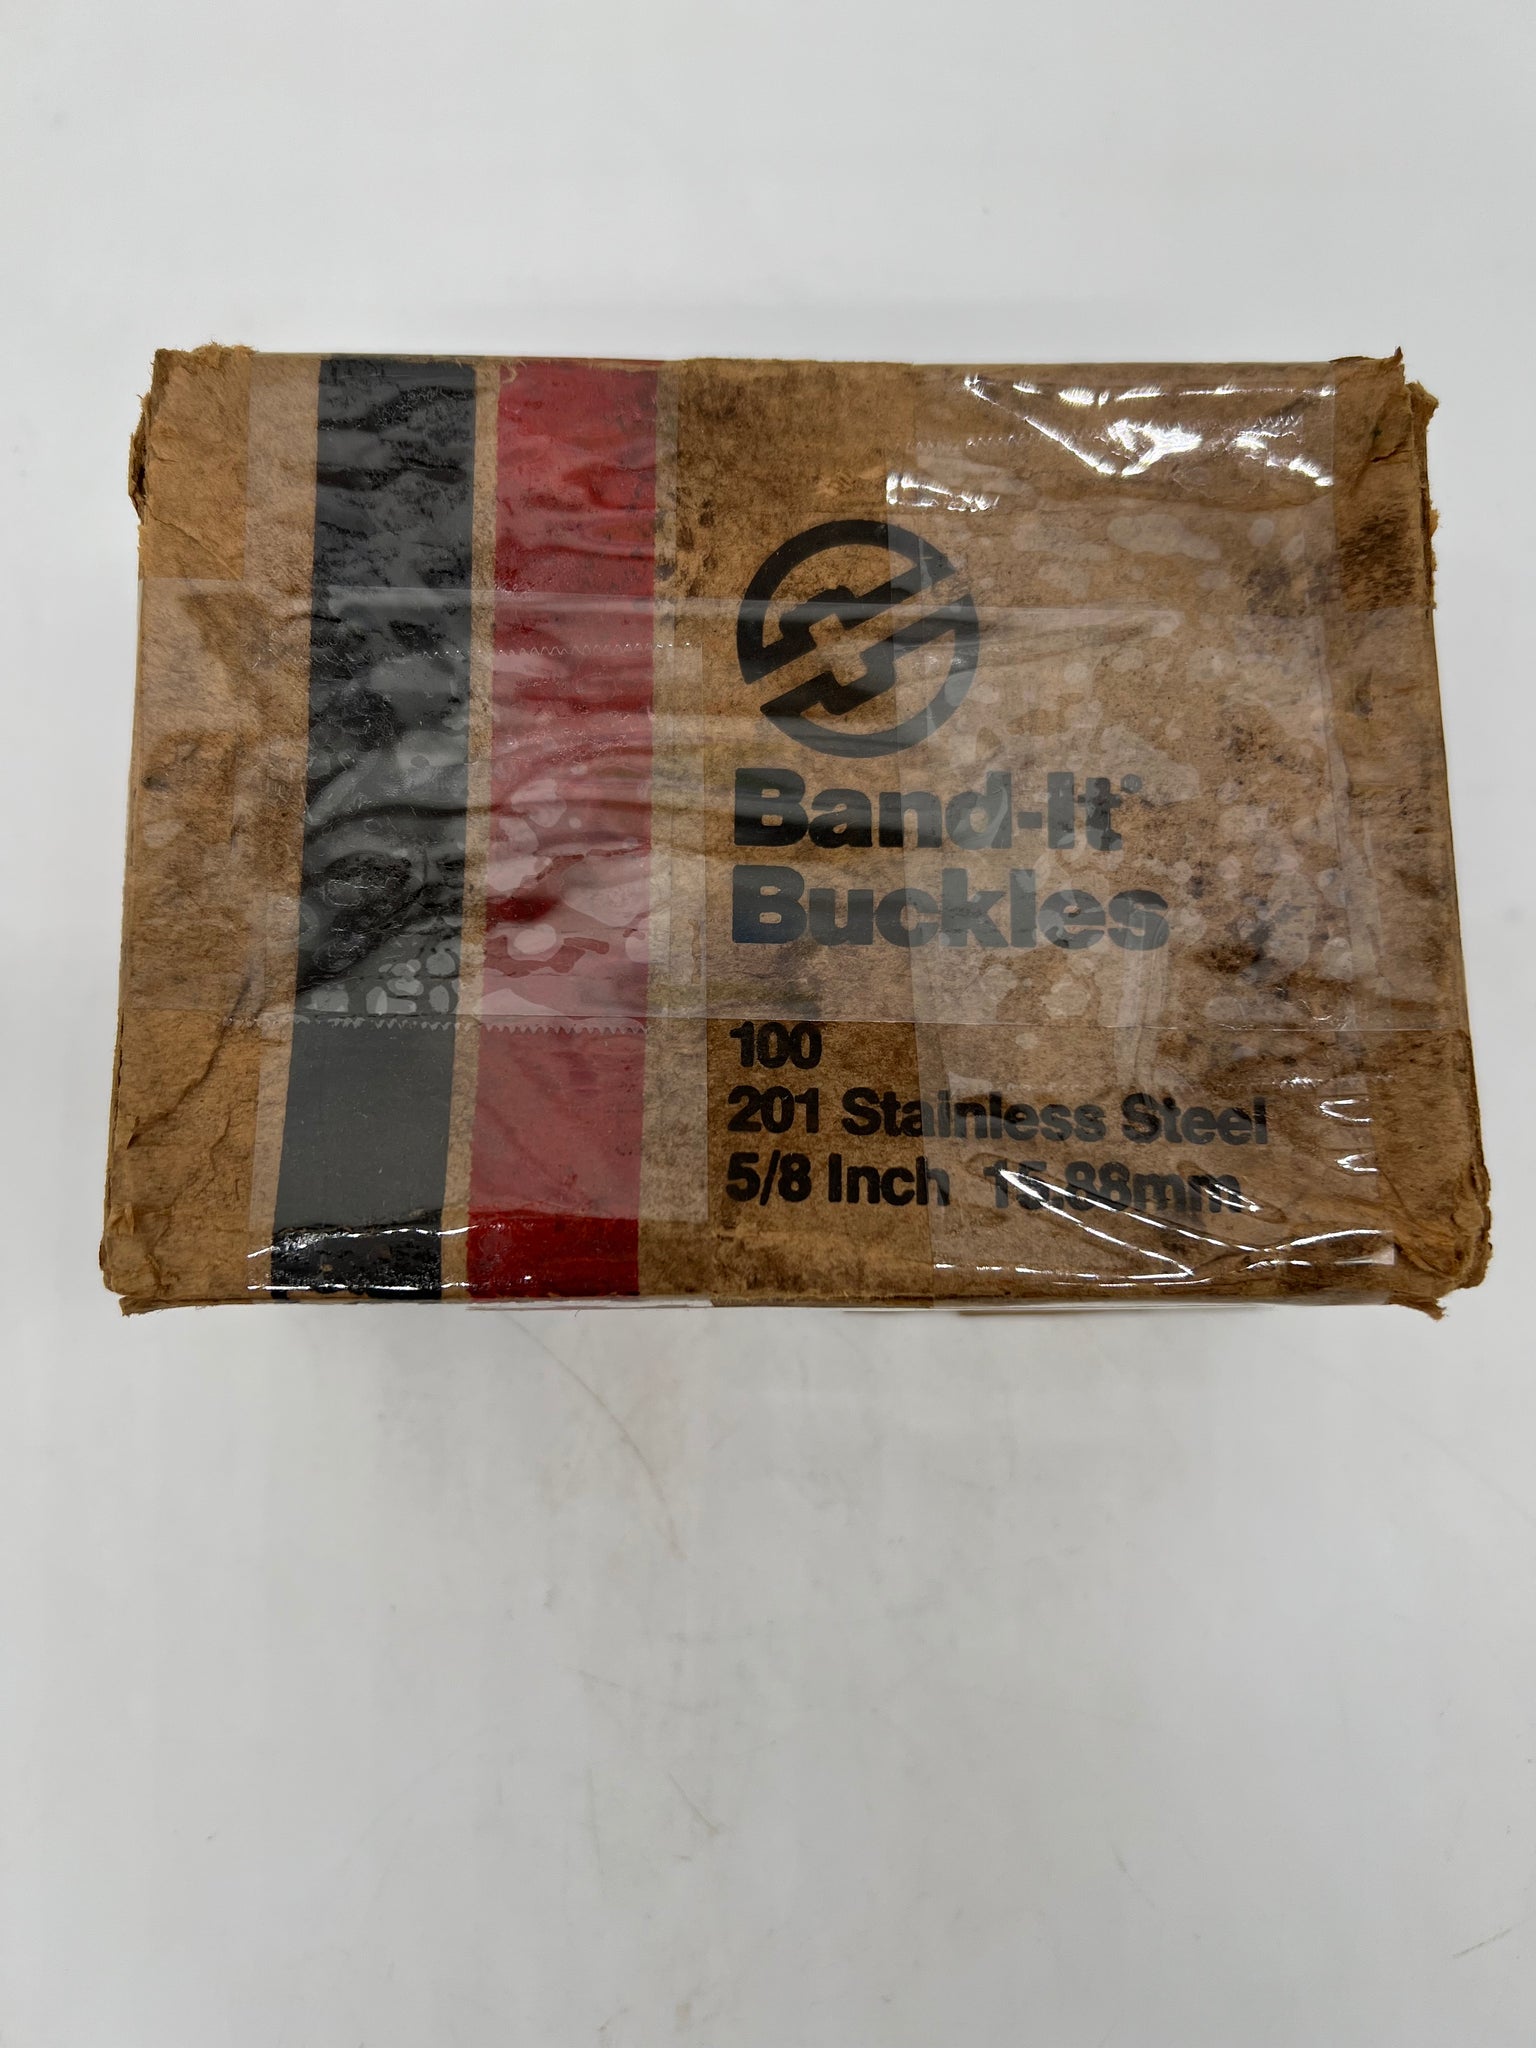 Band-It®
Buckles
100
201 Stainless Steel
5/8 Inch 15.88mm